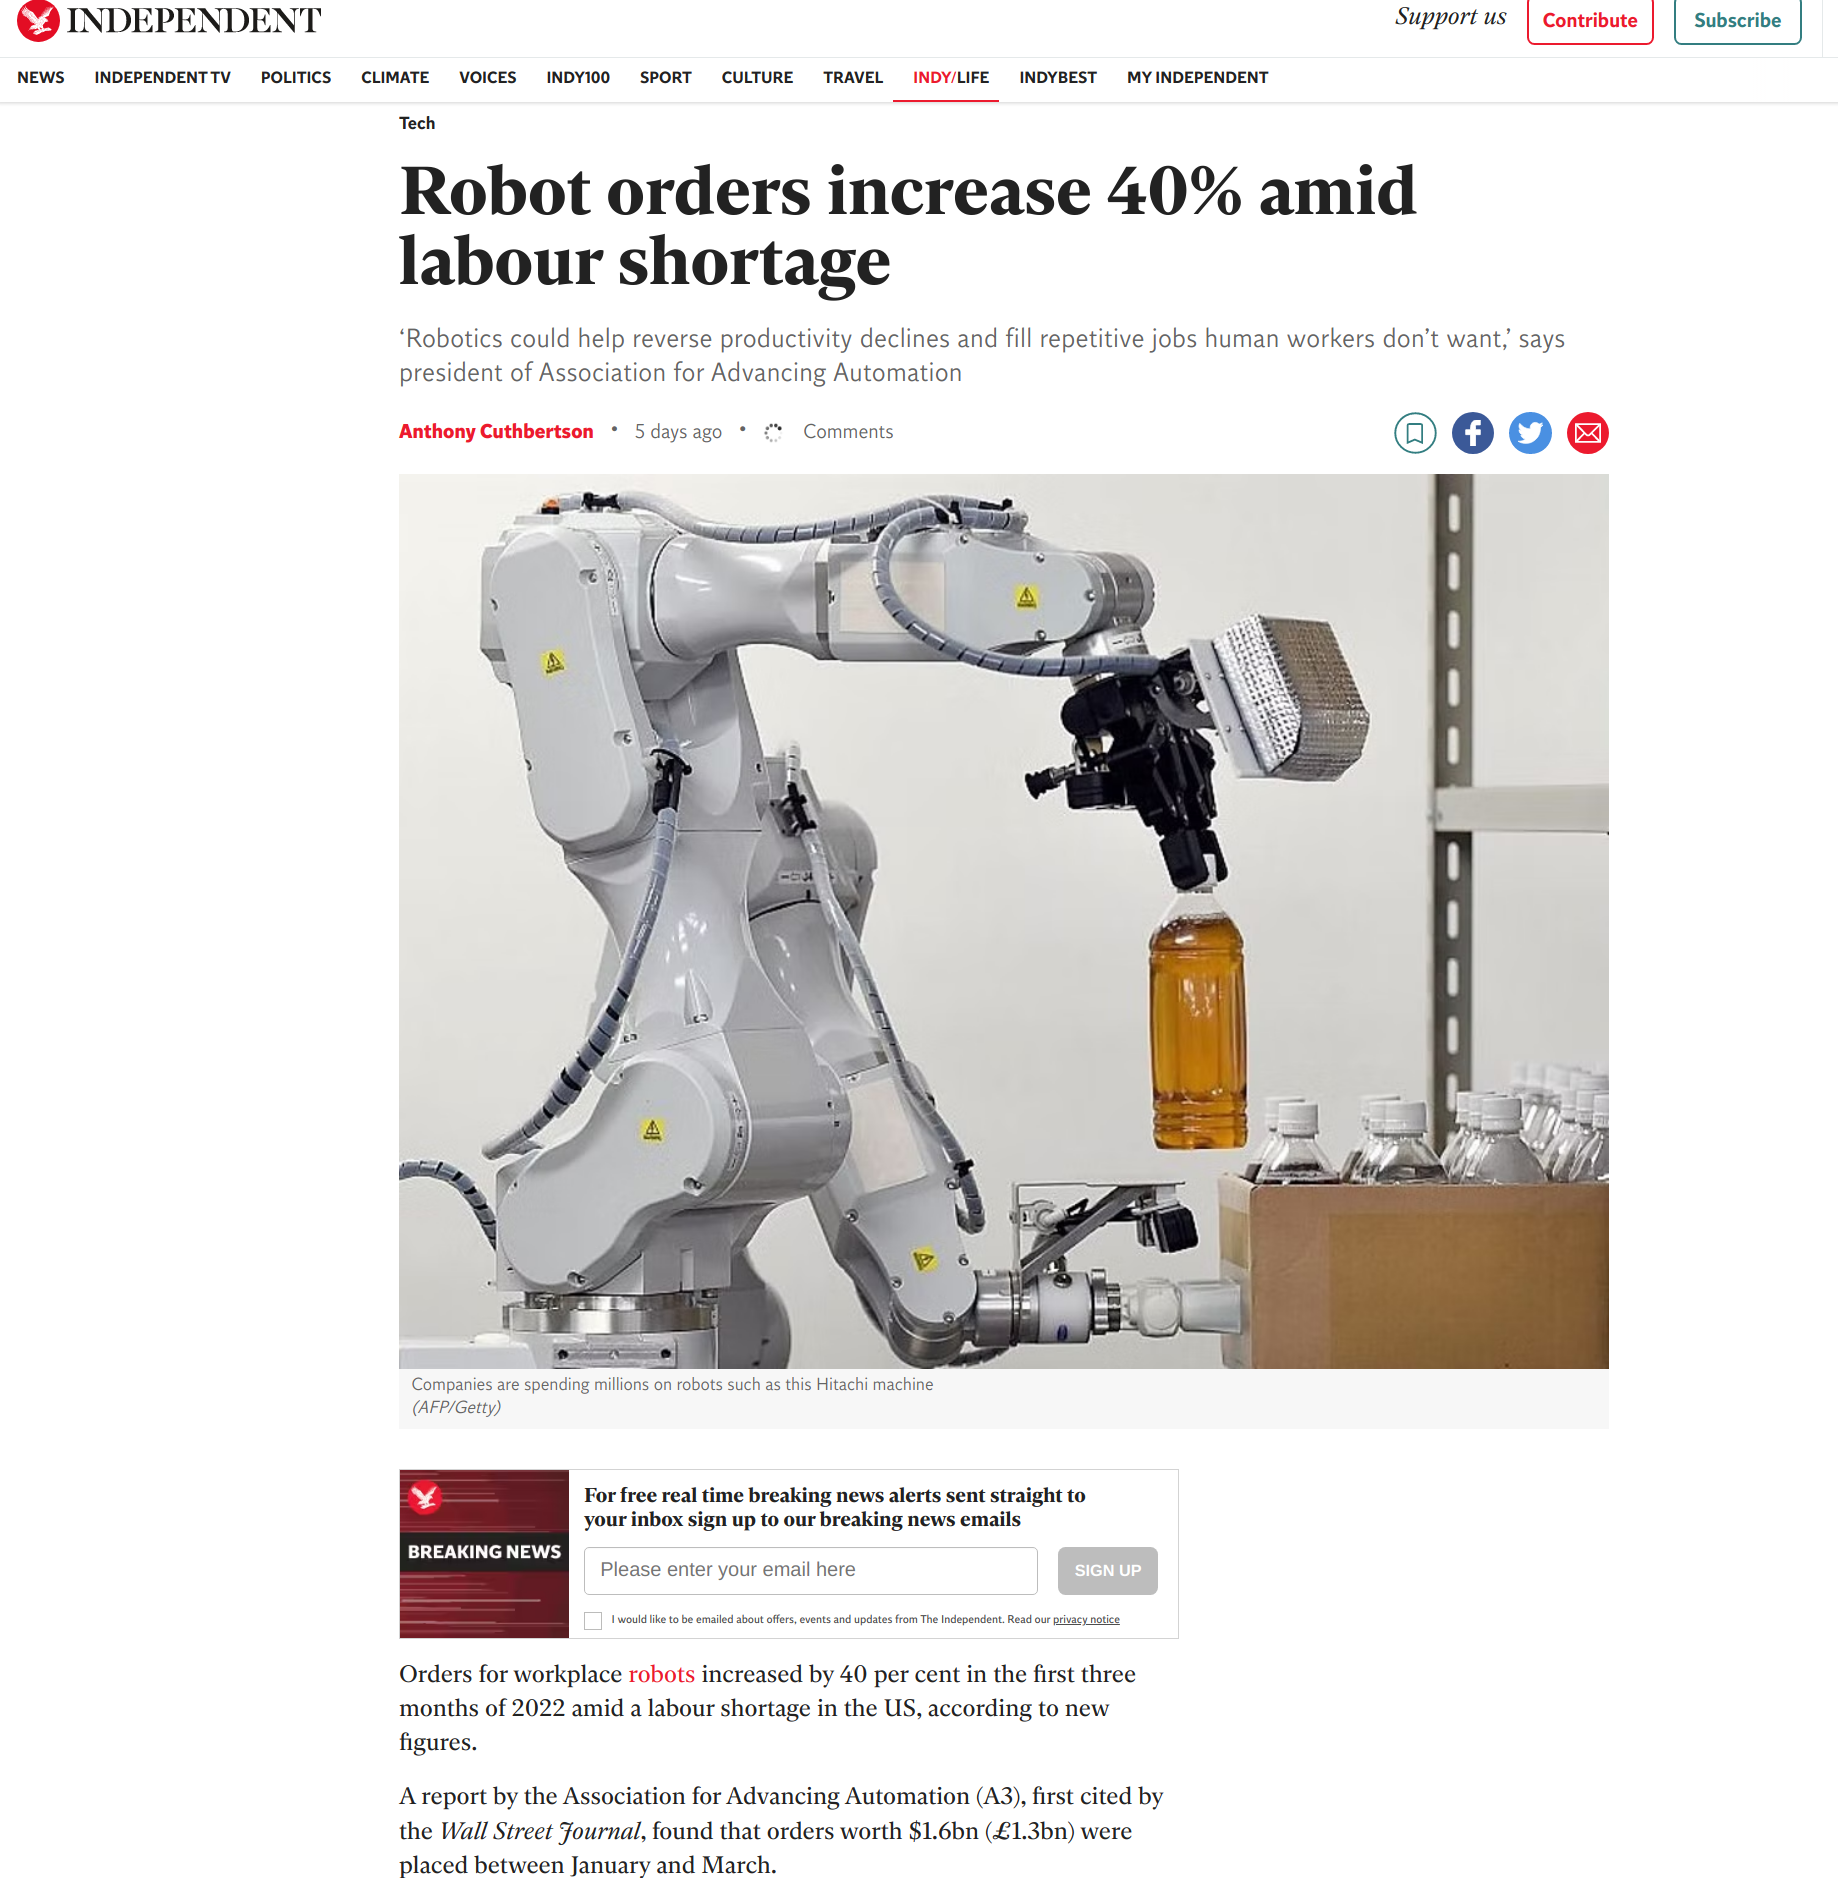 INDEPENDENT
Support us
Contribute
Subscribe
NEWS INDEPENDENT TV POLITICS CLIMATE VOICES INDY100 SPORT CULTURE TRAVEL INDY/LIFE INDYBEST MY INDEPENDENT
Tech
Robot orders increase 40% amid
labour shortage
‘Robotics could help reverse productivity declines and fill repetitive jobs human workers don’t want,’ says
president of Association for Advancing Automation
Anthony Cuthbertson • 5 days ago • Comments
Companies are spending millions on robots such as this Hitachi machine
(AFP/Getty)
BREAKING NEWS
For free real time breaking news alerts sent straight to
your inbox sign up to our breaking news emails
Please enter your email here
SIGN UP
I would like to be emailed about offers, events and updates from The Independent. Read our privacy notice
Orders for workplace robots increased by 40 per cent in the first three
months of 2022 amid a labour shortage in the US, according to new
figures.
A report by the Association for Advancing Automation (A3), first cited by
the Wall Street Journal, found that orders worth $1.6bn (£1.3bn) were
placed between January and March.